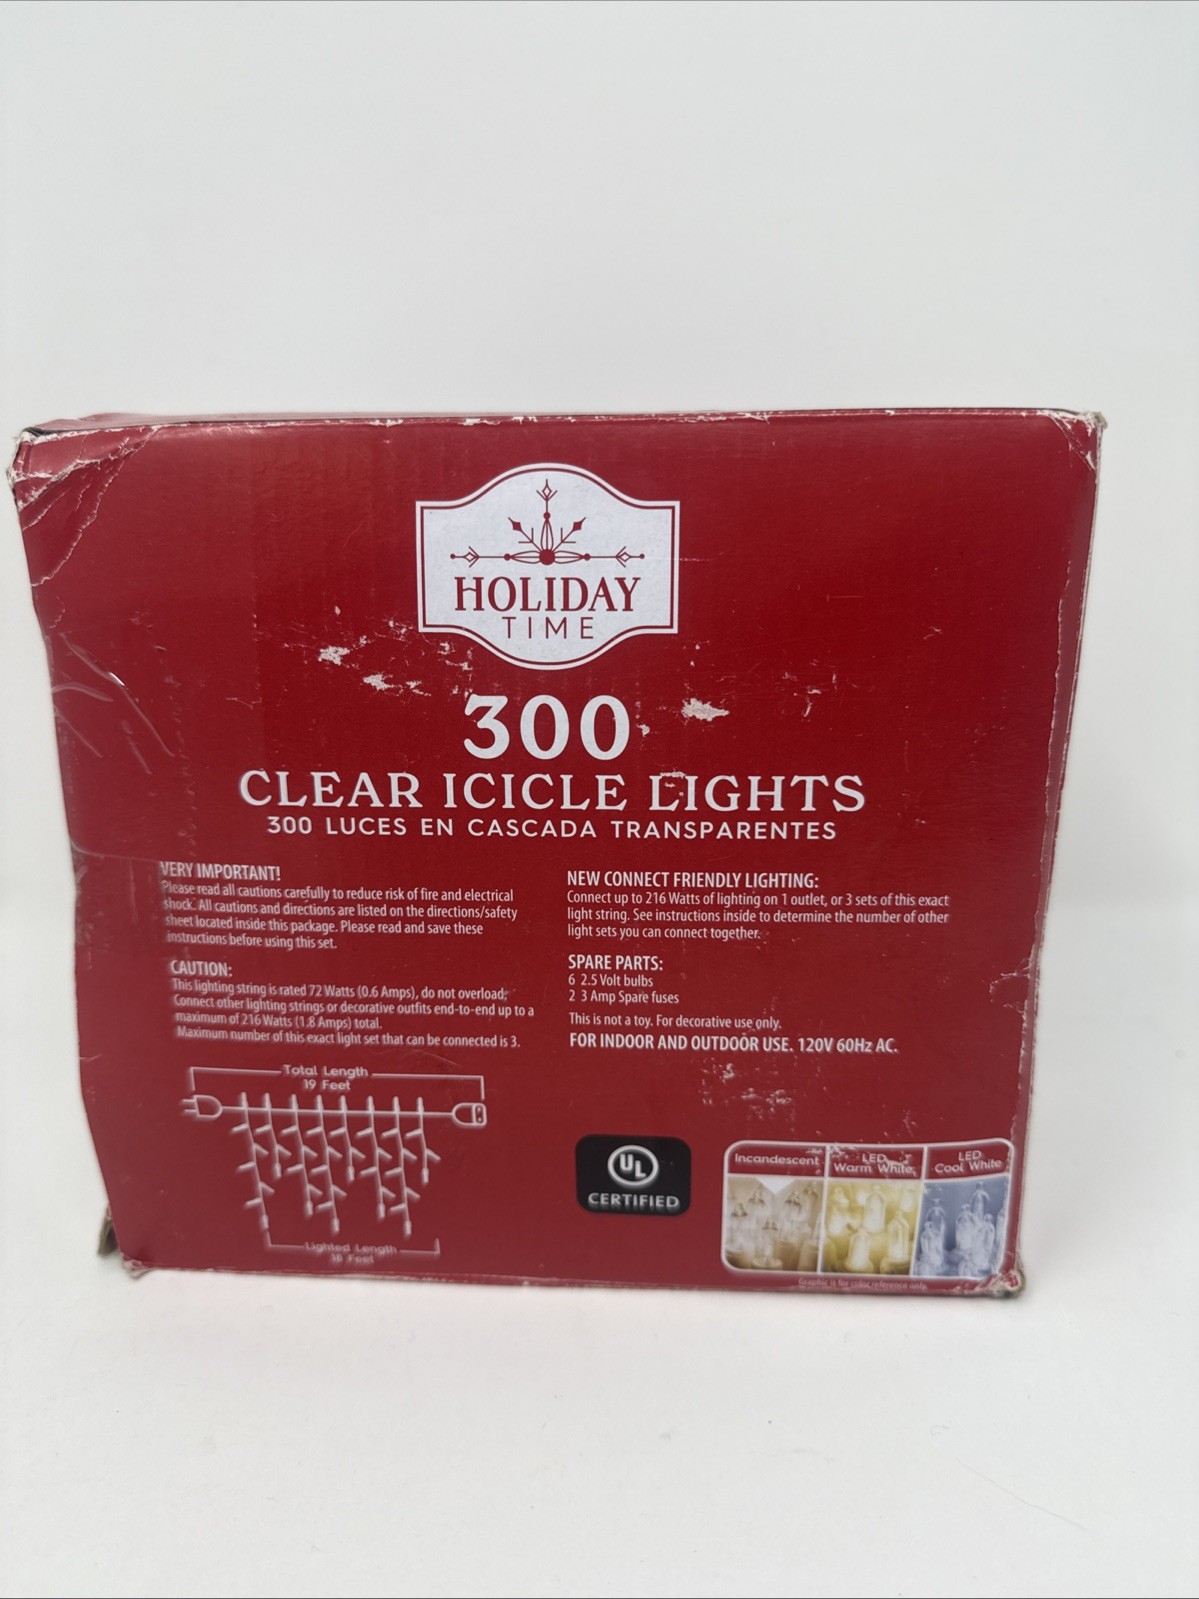 HOLIDAY
TIME
300
CLEAR ICICLE LIGHTS
300 LUCES EN CASCADA TRANSPARENTES
VERY IMPORTANT!
Please read all cautions carefully to reduce risk of fire and electrical
shock. All cautions and directions are listed on the directions/safety
sheet located inside this package. Please read and save these
instructions before using this set.
CAUTION:
This lighting string is rated 72 Watts (0.6 Amps), do not overload;
Connect other lighting strings or decorative outfits end-to-end up to a
maximum of 216 Watts (1.8 Amps) total.
Maximum number of this exact light set that can be connected is 3.
Total Length
19 Feet
Lighted Length
18 Feet
NEW CONNECT FRIENDLY LIGHTING:
Connect up to 216 Watts of lighting on 1 outlet, or 3 sets of this exact
light string. See instructions inside to determine the number of other
light sets you can connect together.
SPARE PARTS:
6 2.5 Volt bulbs
2 3 Amp Spare fuses
This is not a toy. For decorative use only.
FOR INDOOR AND OUTDOOR USE. 120V 60Hz AC.
UL
CERTIFIED
Incandescent
LED
Warm White
LED
Cool White
Graphic is for color reference only.